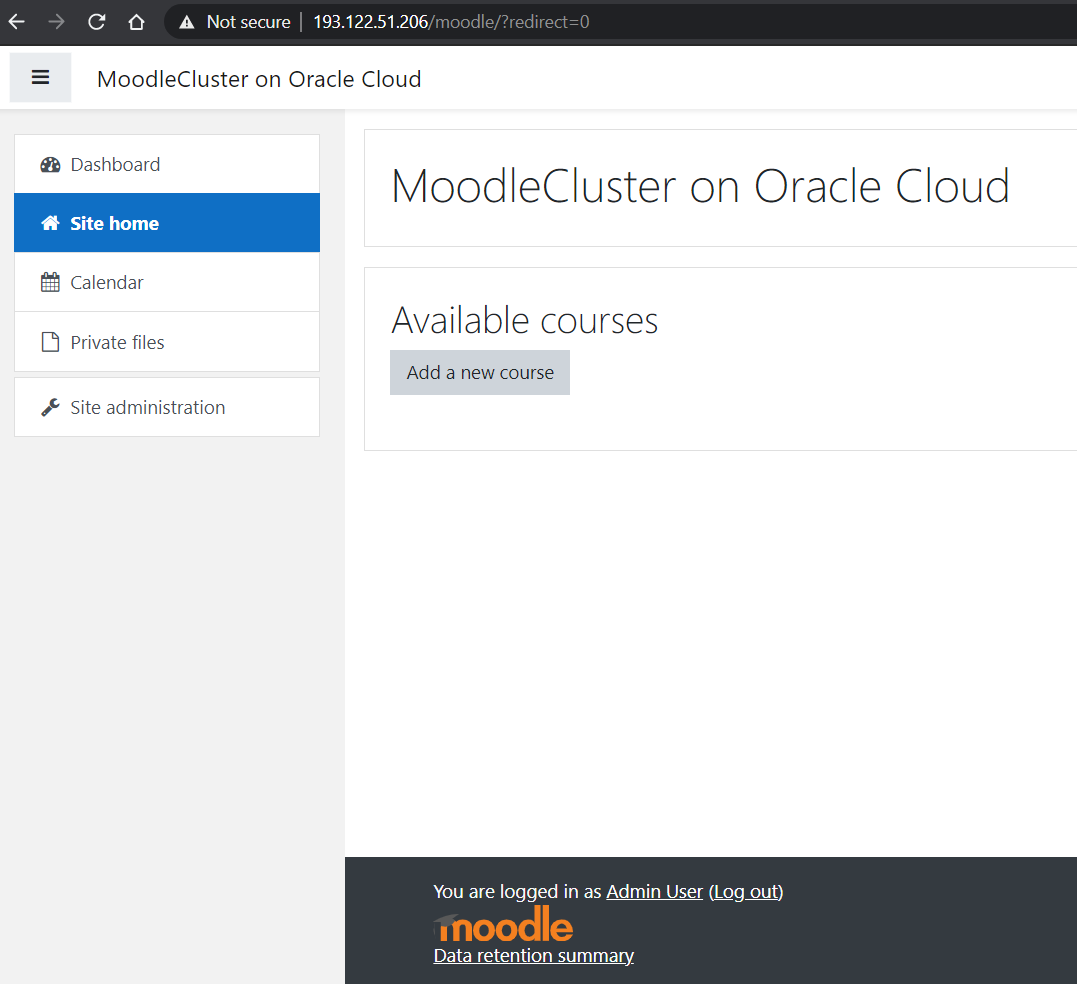 Not secure | 193.122.51.206/moodle/?redirect=0
MoodleCluster on Oracle Cloud
Dashboard
Site home
Calendar
Private files
Site administration
MoodleCluster on Oracle Cloud
Available courses
Add a new course
You are logged in as Admin User (Log out)
moodle
Data retention summary